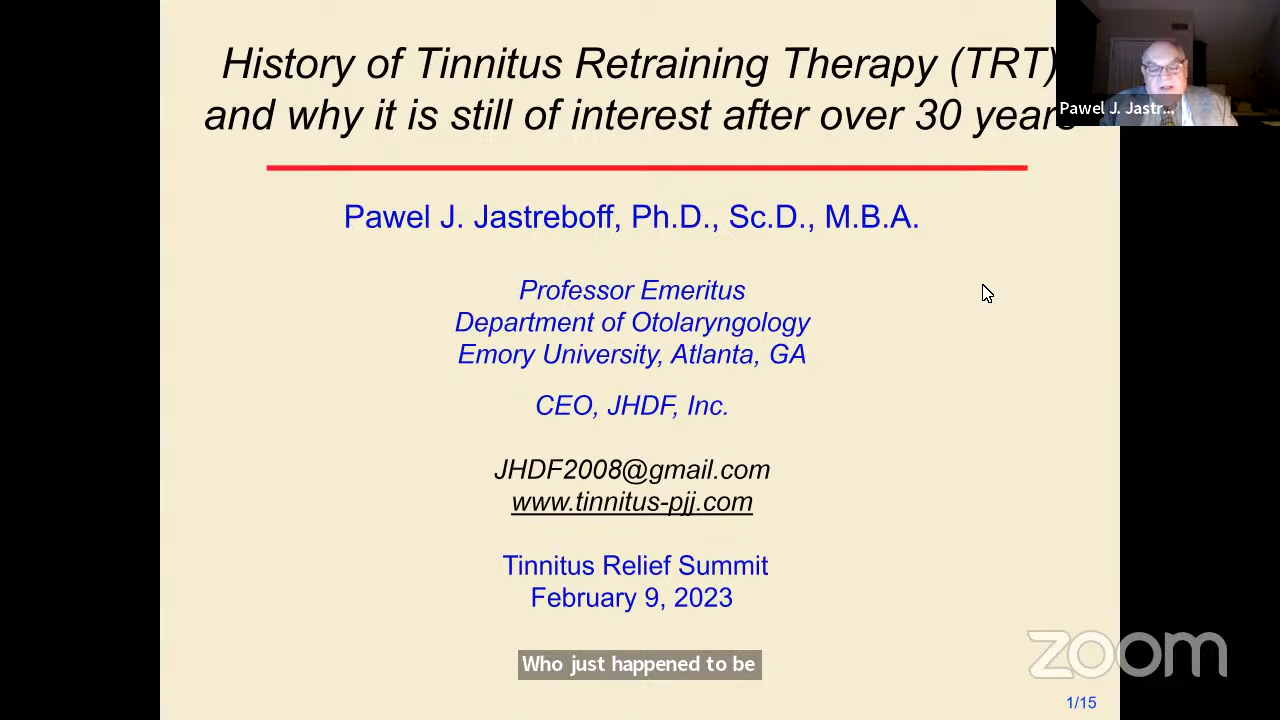 History of Tinnitus Retraining Therapy (TRT)
and why it is still of interest after over 30 years
Pawel J. Jastr...
Pawel J. Jastreboff, Ph.D., Sc.D., M.B.A.
Professor Emeritus
Department of Otolaryngology
Emory University, Atlanta, GA
CEO, JHDF, Inc.
JHDF2008@gmail.com
www.tinnitus-pjj.com
Tinnitus Relief Summit
February 9, 2023
Who just happened to be
zoom
1/15